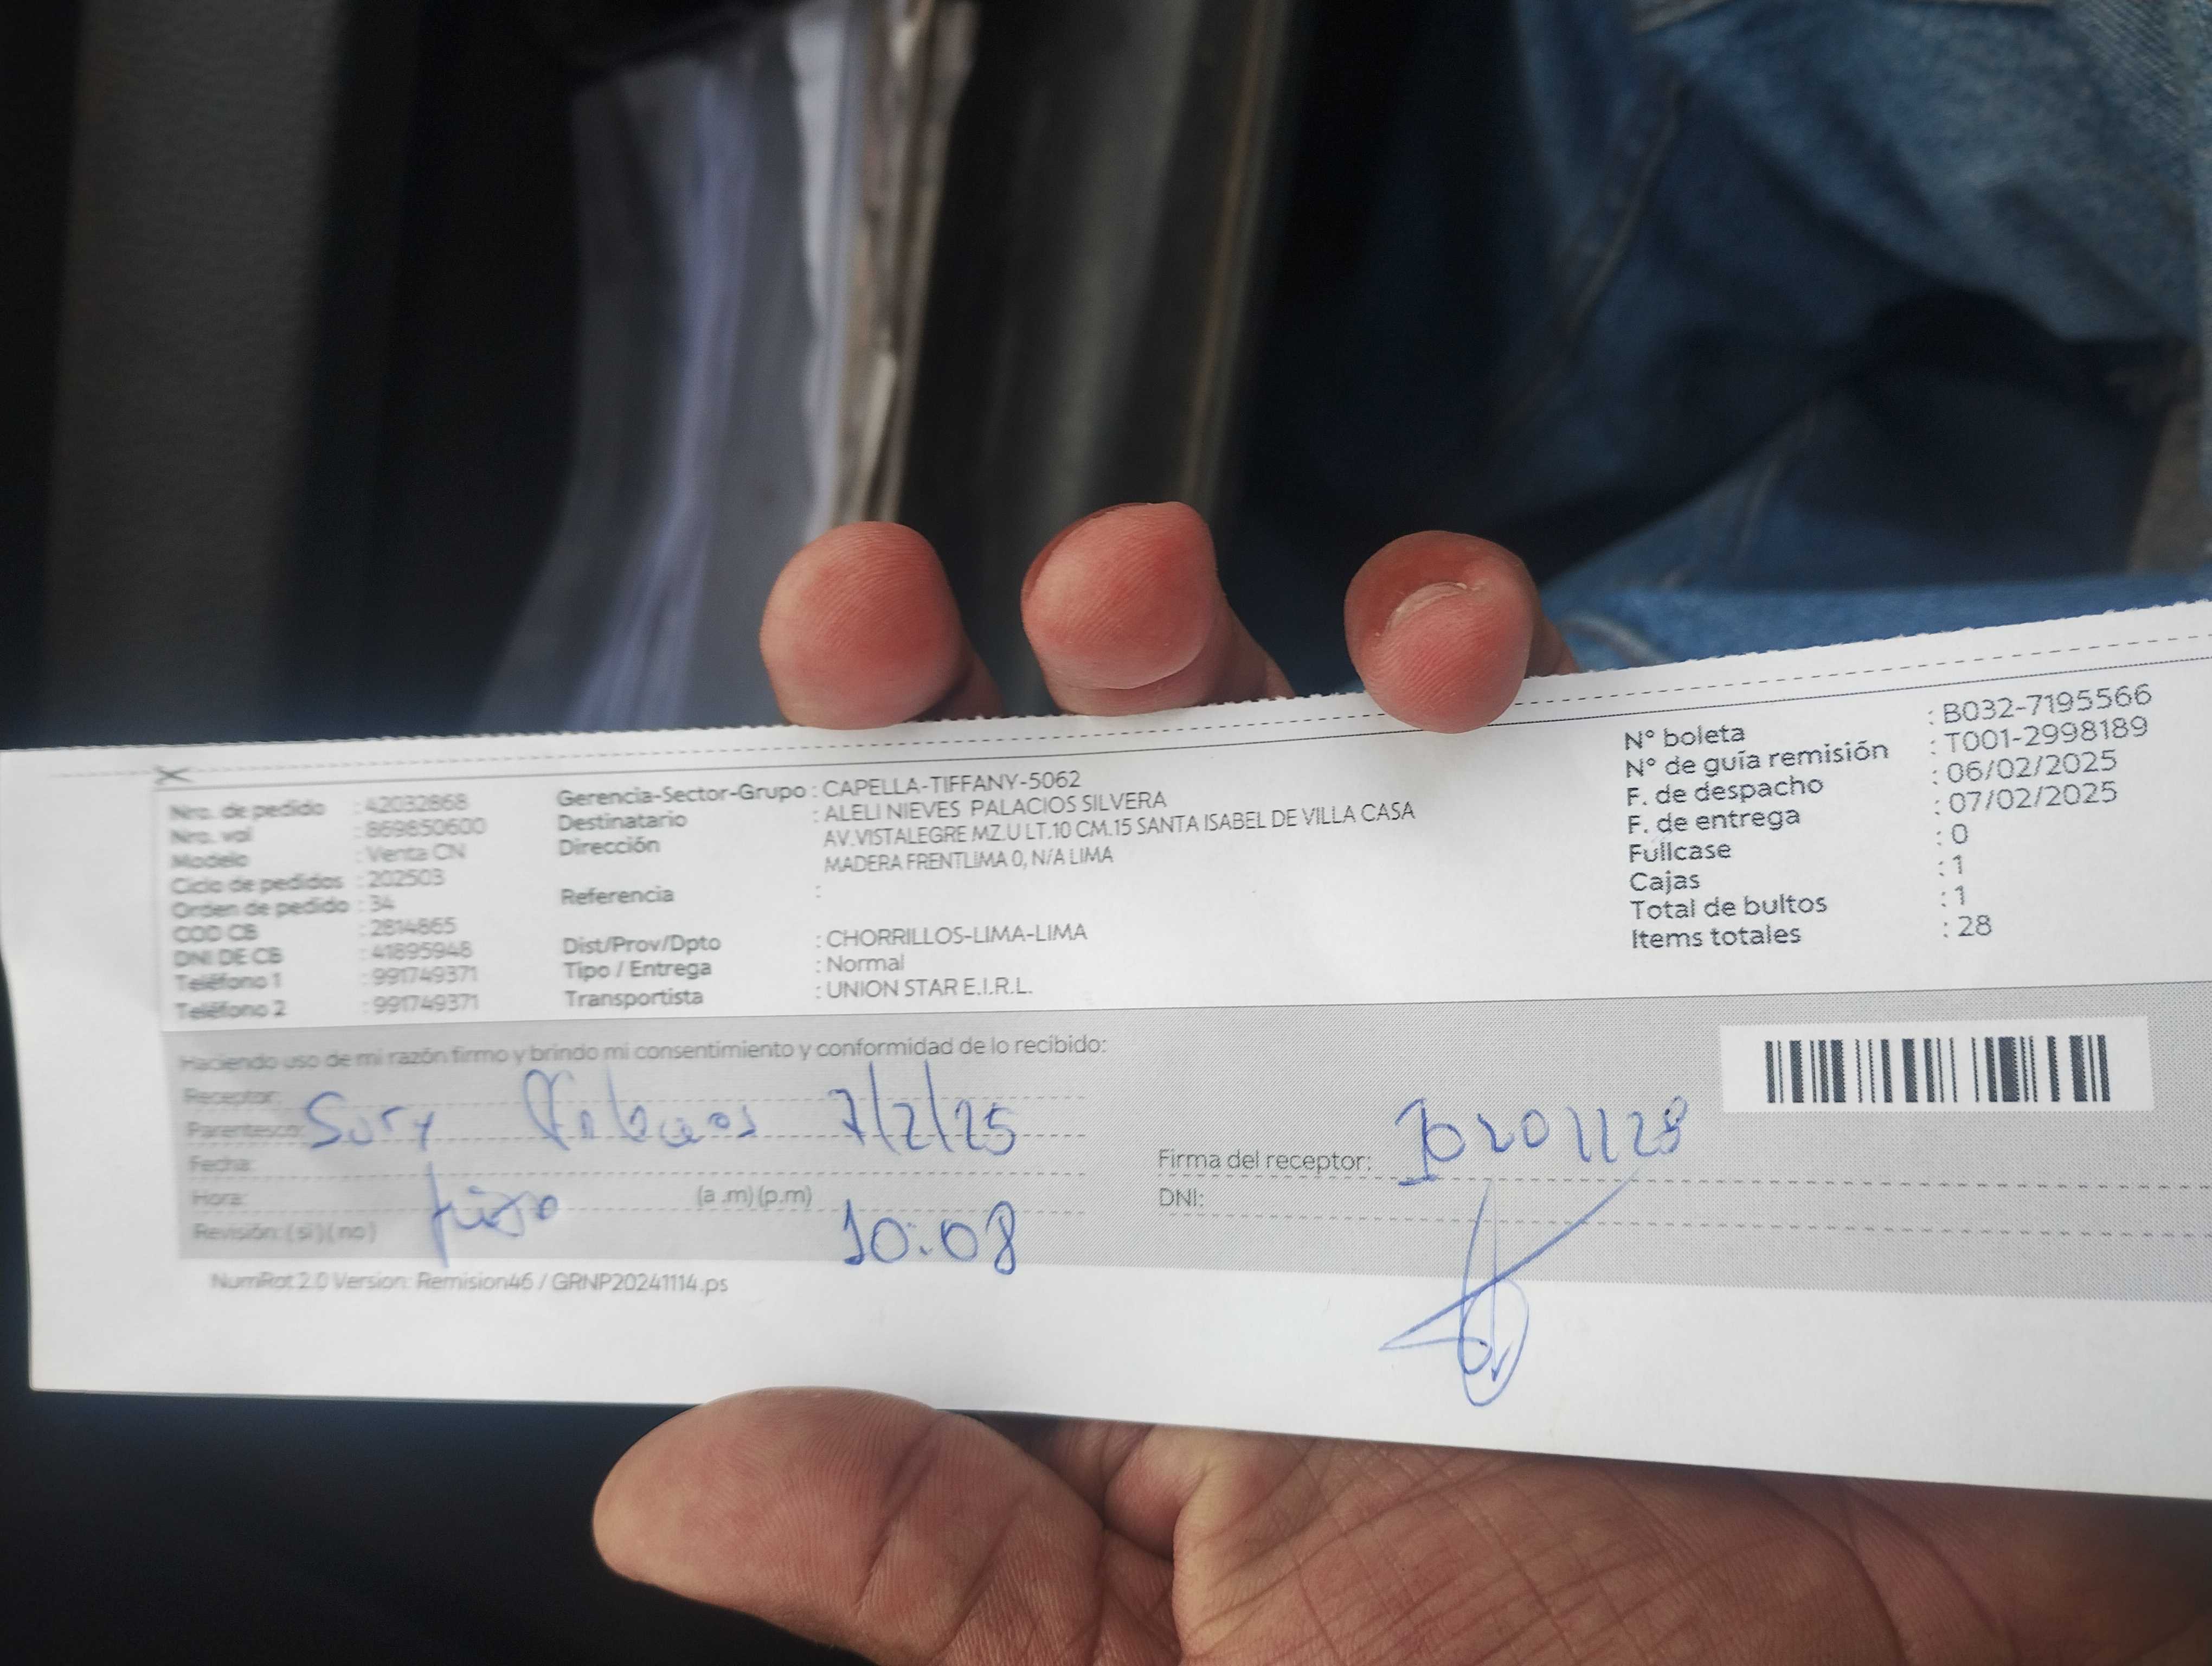 Nro. de pedido : 42032868
Nro. vol : 869850600
Modelo : Venta CN
Ciclo de pedidos : 202503
Orden de pedido : 34
COD CB : 2814865
DNI DE CB : 41895948
Teléfono 1 : 991749371
Teléfono 2 : 991749371
Gerencia-Sector-Grupo : CAPELLA-TIFFANY-5062
Destinatario : ALELI NIEVES PALACIOS SILVERA
Dirección AV.VISTALEGRE MZ.U LT.10 CM.15 SANTA ISABEL DE VILLA CASA
MADERA FRENTLIMA 0, N/A LIMA
Referencia :
Dist/Prov/Dpto : CHORRILLOS-LIMA-LIMA
Tipo / Entrega : Normal
Transportista : UNION STAR E.I.R.L.
N° boleta : B032-7195566
N° de guía remisión : T001-2998189
F. de despacho : 06/02/2025
F. de entrega : 07/02/2025
Fullcase : 0
Cajas : 1
Total de bultos : 1
Items totales : 28
Haciendo uso de mi razón firmo y brindo mi consentimiento y conformidad de lo recibido:
Receptor:
Parentesco: 7/2/25
Fecha:
Hora: (a .m) (p.m)
Revisión: (si) (no) 10:08
Firma del receptor:
DNI:
NumRot 2.0 Version: Remision46 / GRNP20241114.ps